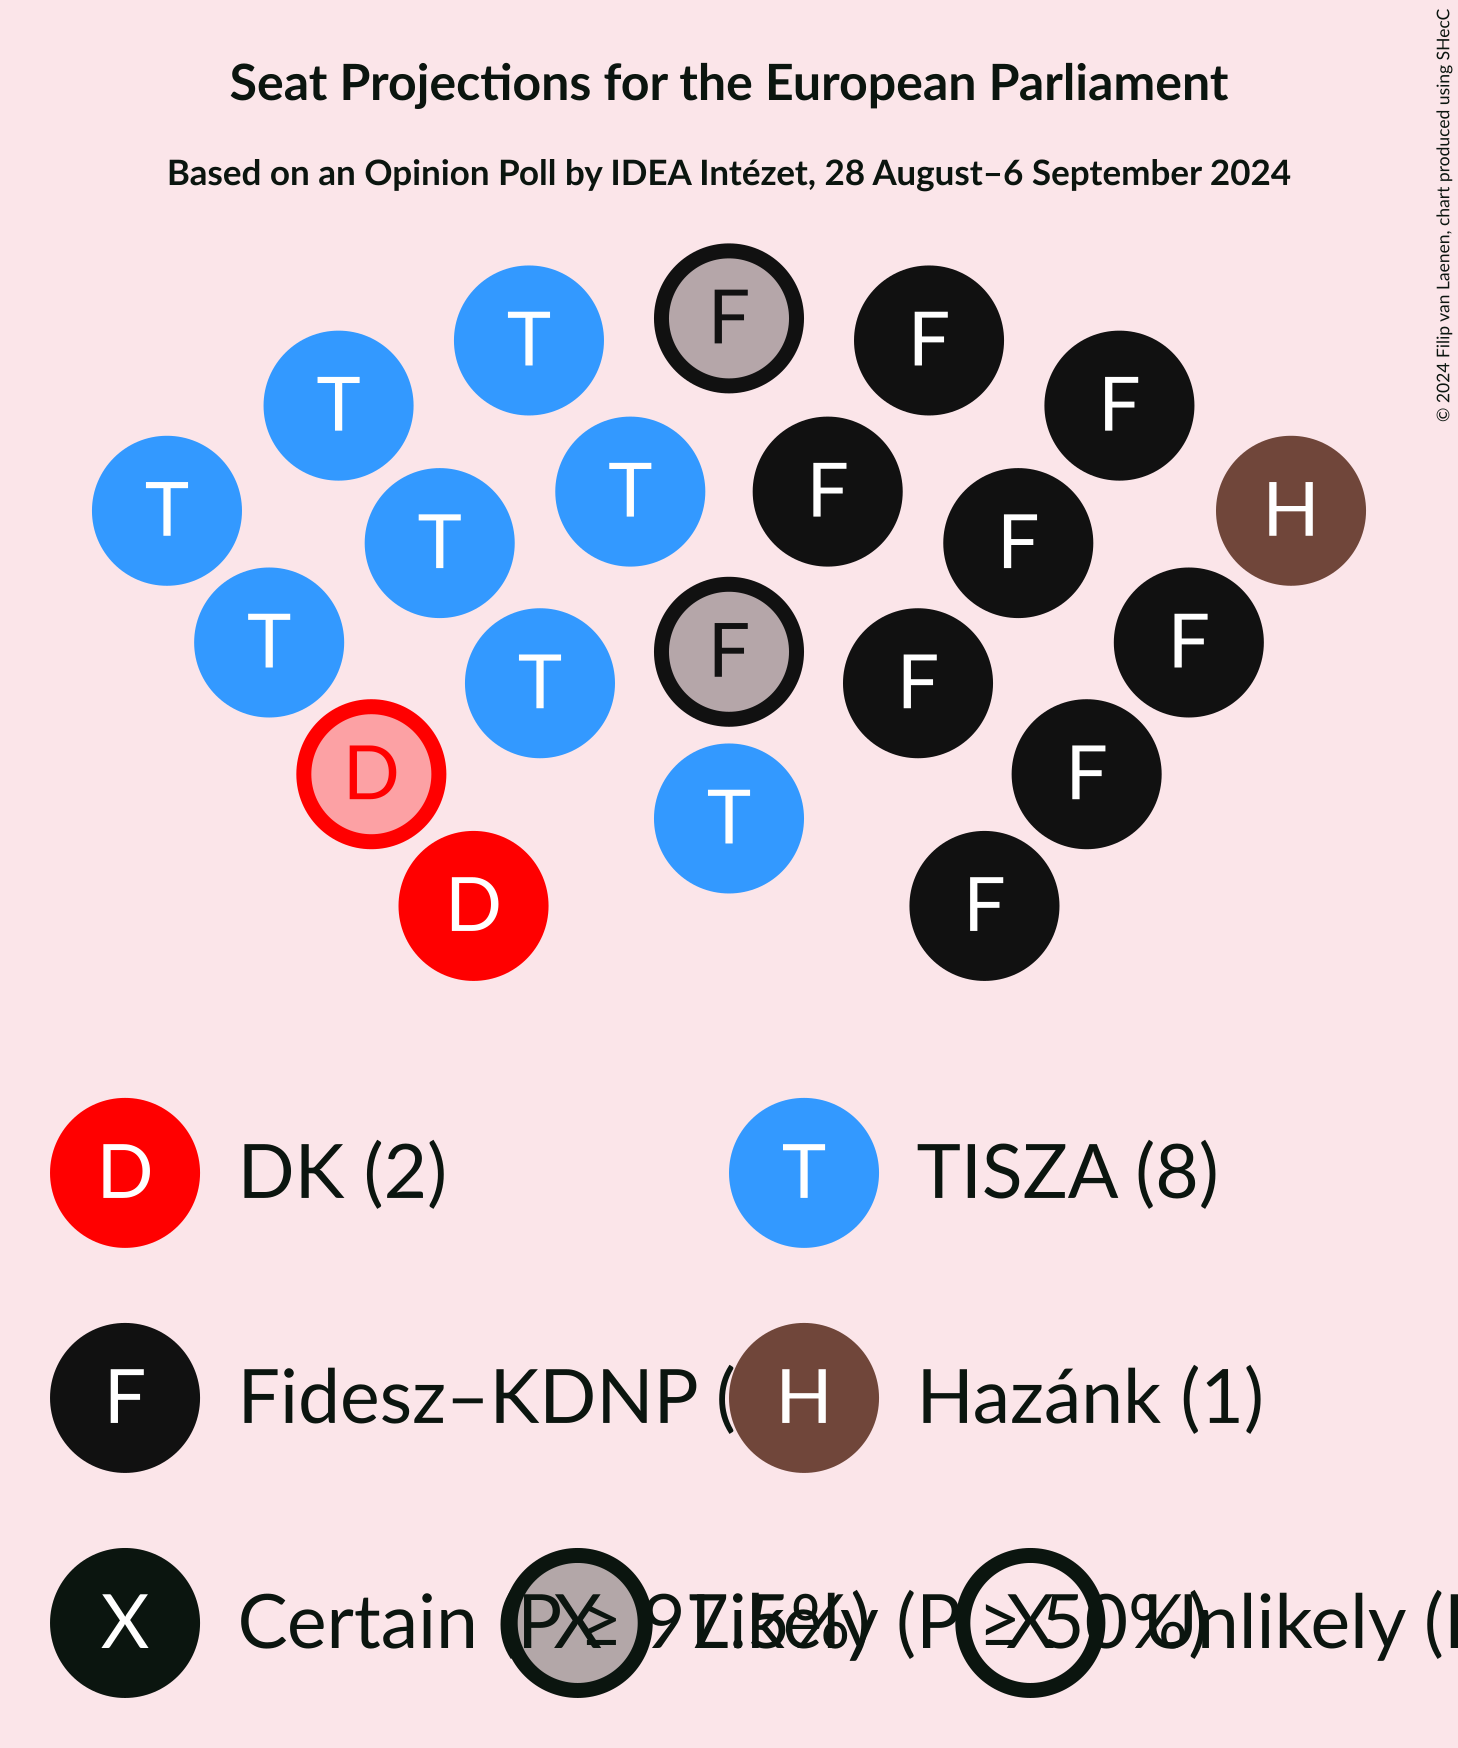 Seat Projections for the European Parliament
Based on an Opinion Poll by IDEA Intézet, 28 August–6 September 2024
© 2024 Filip van Laenen, chart produced using SHecC
F
T F
T F
T F
T H
T F
F
T F
T F
D F
T
D F
D DK (2) T TISZA (8)
F Fidesz–KDNP ( H Hazánk (1)
X Certain (P ≥ 97.5%) X Likely (P ≥ 50%) X Unlikely (